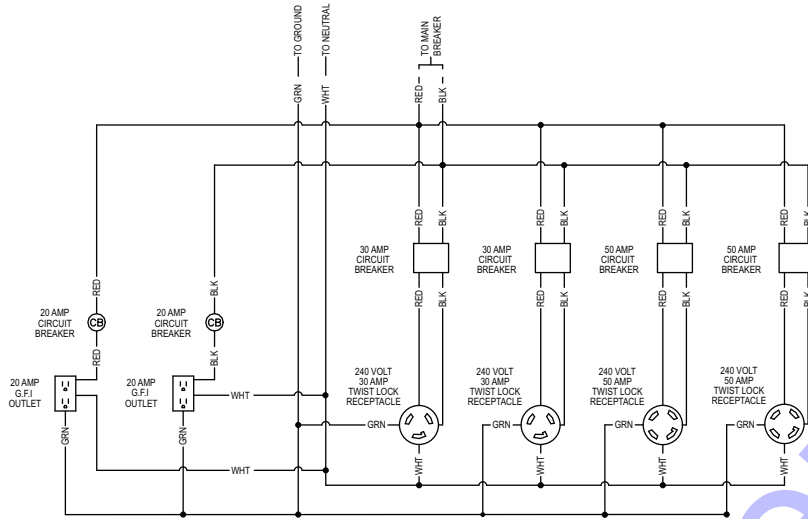 TO GROUND
TO NEUTRAL
TO MAIN
BREAKER
GRN
WHT
RED
BLK
RED
BLK
RED
BLK
RED
BLK
RED
BLK
30 AMP
CIRCUIT
BREAKER
30 AMP
CIRCUIT
BREAKER
50 AMP
CIRCUIT
BREAKER
50 AMP
CIRCUIT
BREAKER
RED
BLK
RED
BLK
RED
BLK
RED
BLK
RED
BLK
20 AMP
CIRCUIT
BREAKER
CB
20 AMP
CIRCUIT
BREAKER
CB
RED
BLK
20 AMP
G.F.I
OUTLET
20 AMP
G.F.I
OUTLET
240 VOLT
30 AMP
TWIST LOCK
RECEPTACLE
240 VOLT
30 AMP
TWIST LOCK
RECEPTACLE
240 VOLT
50 AMP
TWIST LOCK
RECEPTACLE
240 VOLT
50 AMP
TWIST LOCK
RECEPTACLE
WHT
GRN
GRN
GRN
GRN
GRN
GRN
WHT
WHT
WHT
WHT
WHT